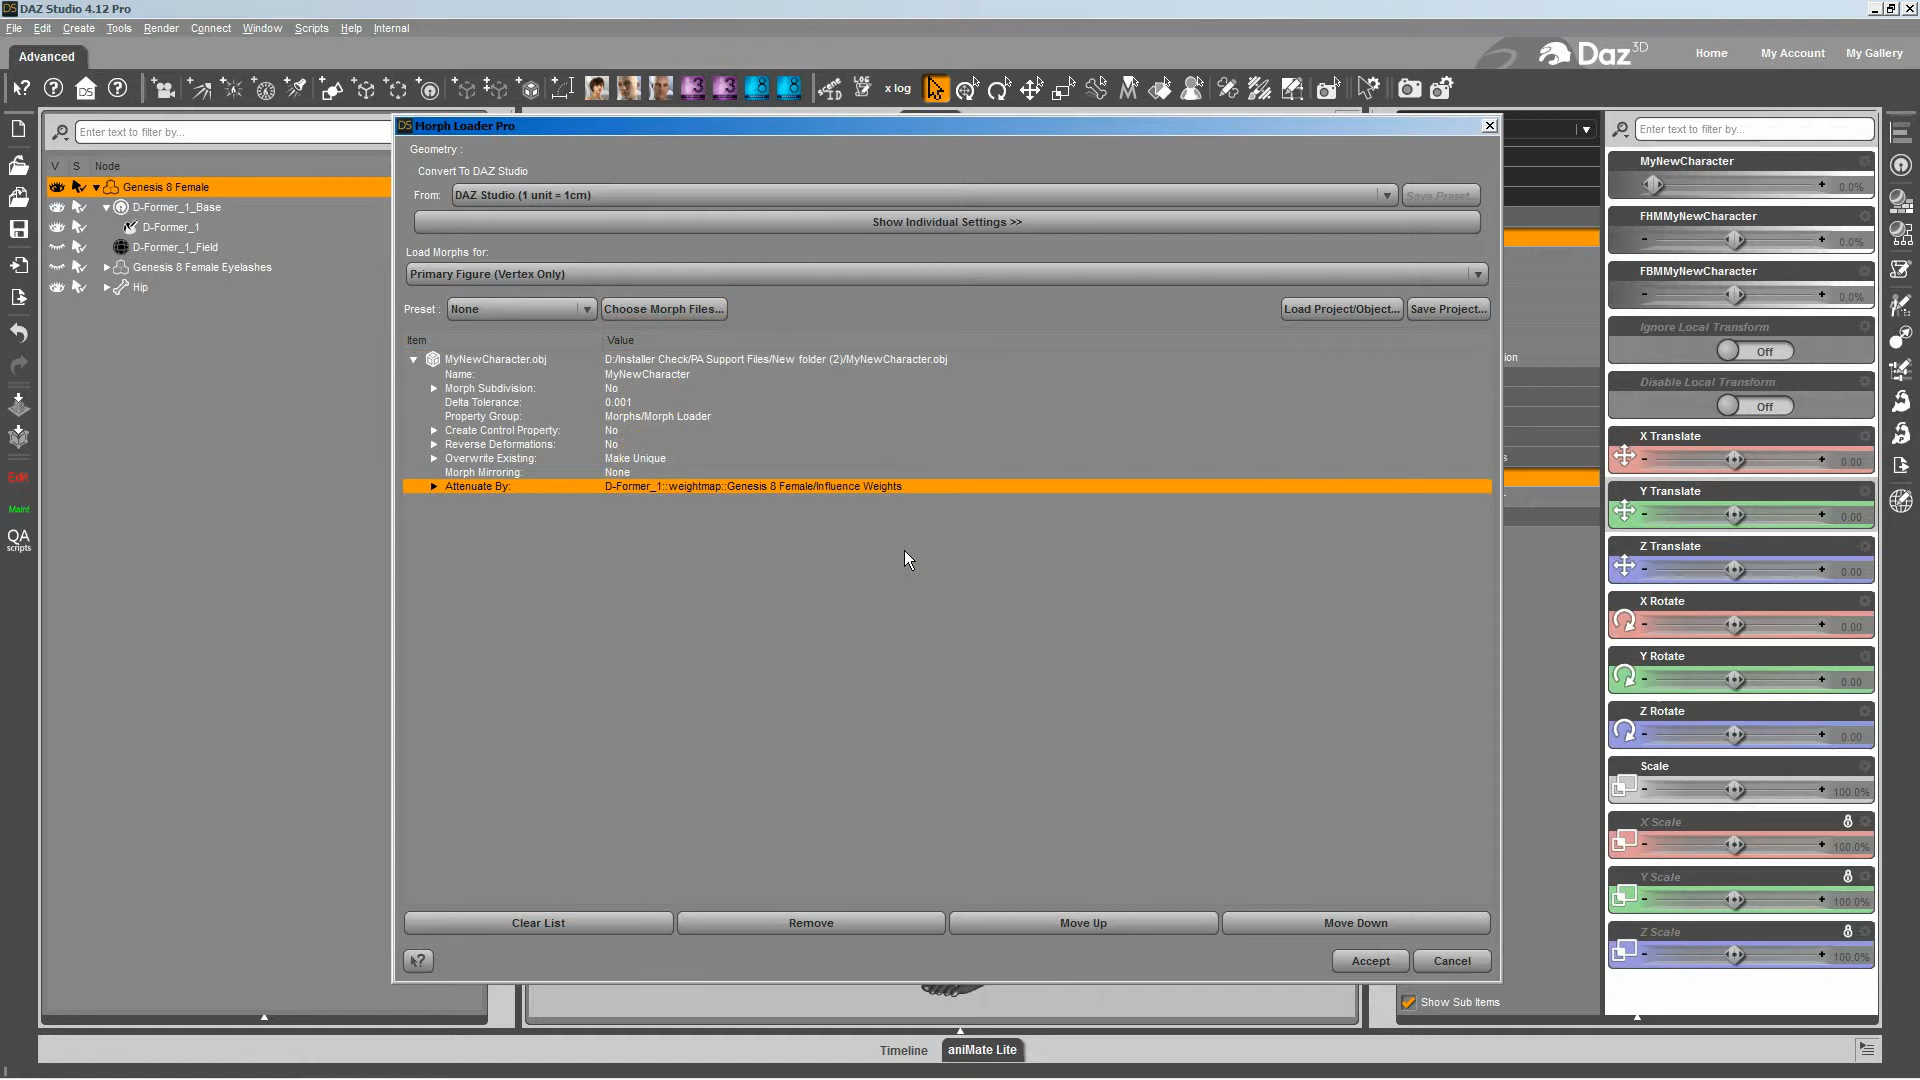 DAZ Studio 4.12 Pro
File Edit Create Tools Render Connect Window Scripts Help Internal
Advanced
Daz 3D
Home My Account My Gallery
x log
Enter text to filter by...
V S Node
Genesis 8 Female
D-Former_1_Base
D-Former_1
D-Former_1_Field
Genesis 8 Female Eyelashes
Hip
Edit
Maint
QA
scripts
Morph Loader Pro
Geometry :
Convert To DAZ Studio
From: DAZ Studio (1 unit = 1cm) Save Preset...
Show Individual Settings >>
Load Morphs for:
Primary Figure (Vertex Only)
Preset : None Choose Morph Files... Load Project/Object... Save Project...
Item Value
MyNewCharacter.obj D:/Installer Check/PA Support Files/New folder (2)/MyNewCharacter.obj
Name: MyNewCharacter
Morph Subdivision: No
Delta Tolerance: 0.001
Property Group: Morphs/Morph Loader
Create Control Property: No
Reverse Deformations: No
Overwrite Existing: Make Unique
Morph Mirroring: None
Attenuate By: D-Former_1::weightmap::Genesis 8 Female/Influence Weights
Clear List Remove Move Up Move Down
Accept Cancel
Show Sub Items
Enter text to filter by...
MyNewCharacter
0.0%
FHMMyNewCharacter
0.0%
FBMMyNewCharacter
0.0%
Ignore Local Transform
Off
Disable Local Transform
Off
X Translate
0.00
Y Translate
0.00
Z Translate
0.00
X Rotate
0.00
Y Rotate
0.00
Z Rotate
0.00
Scale
100.0%
X Scale
100.0%
Y Scale
100.0%
Z Scale
100.0%
Timeline aniMate Lite